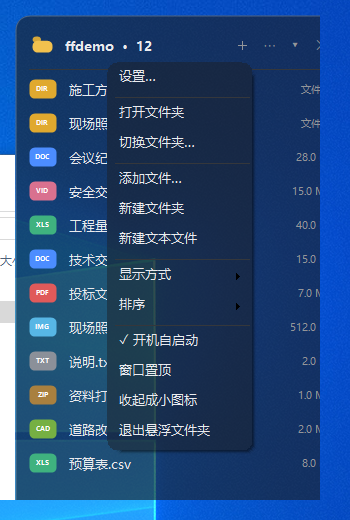 ffdemo • 12
设置...
打开文件夹
切换文件夹...
添加文件...
新建文件夹
新建文本文件
显示方式
排序
✓ 开机自启动
窗口置顶
收起成小图标
退出悬浮文件夹
DIR 施工方 文件
DIR 现场照 文件
DOC 会议纪 28.0
VID 安全交 15.0 M
XLS 工程量 40.0
DOC 技术交 15.0
PDF 投标文 7.0 M
IMG 现场照 512.0
TXT 说明.tx 2.0
ZIP 资料打 1.0 M
CAD 道路改 2.0 M
XLS 预算表.csv 8.0